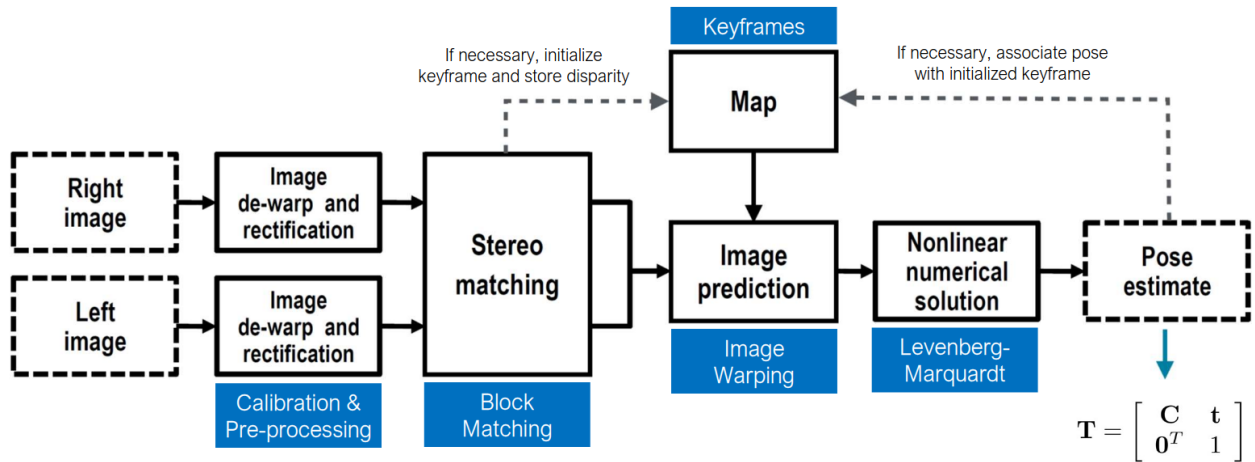 Keyframes
If necessary, initialize
keyframe and store disparity
If necessary, associate pose
with initialized keyframe
Map
Right
image
Image
de-warp and
rectification
Stereo
matching
Image
prediction
Nonlinear
numerical
solution
Pose
estimate
Left
image
Image
de-warp and
rectification
Calibration &
Pre-processing
Block
Matching
Image
Warping
Levenberg-
Marquardt
T = [ C t
0^T 1 ]